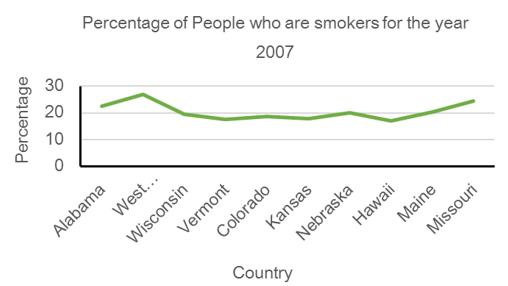 Percentage of People who are smokers for the year
2007
Percentage
30
20
10
0
Alabama
West...
Wisconsin
Vermont
Colorado
Kansas
Nebraska
Hawaii
Maine
Missouri
Country